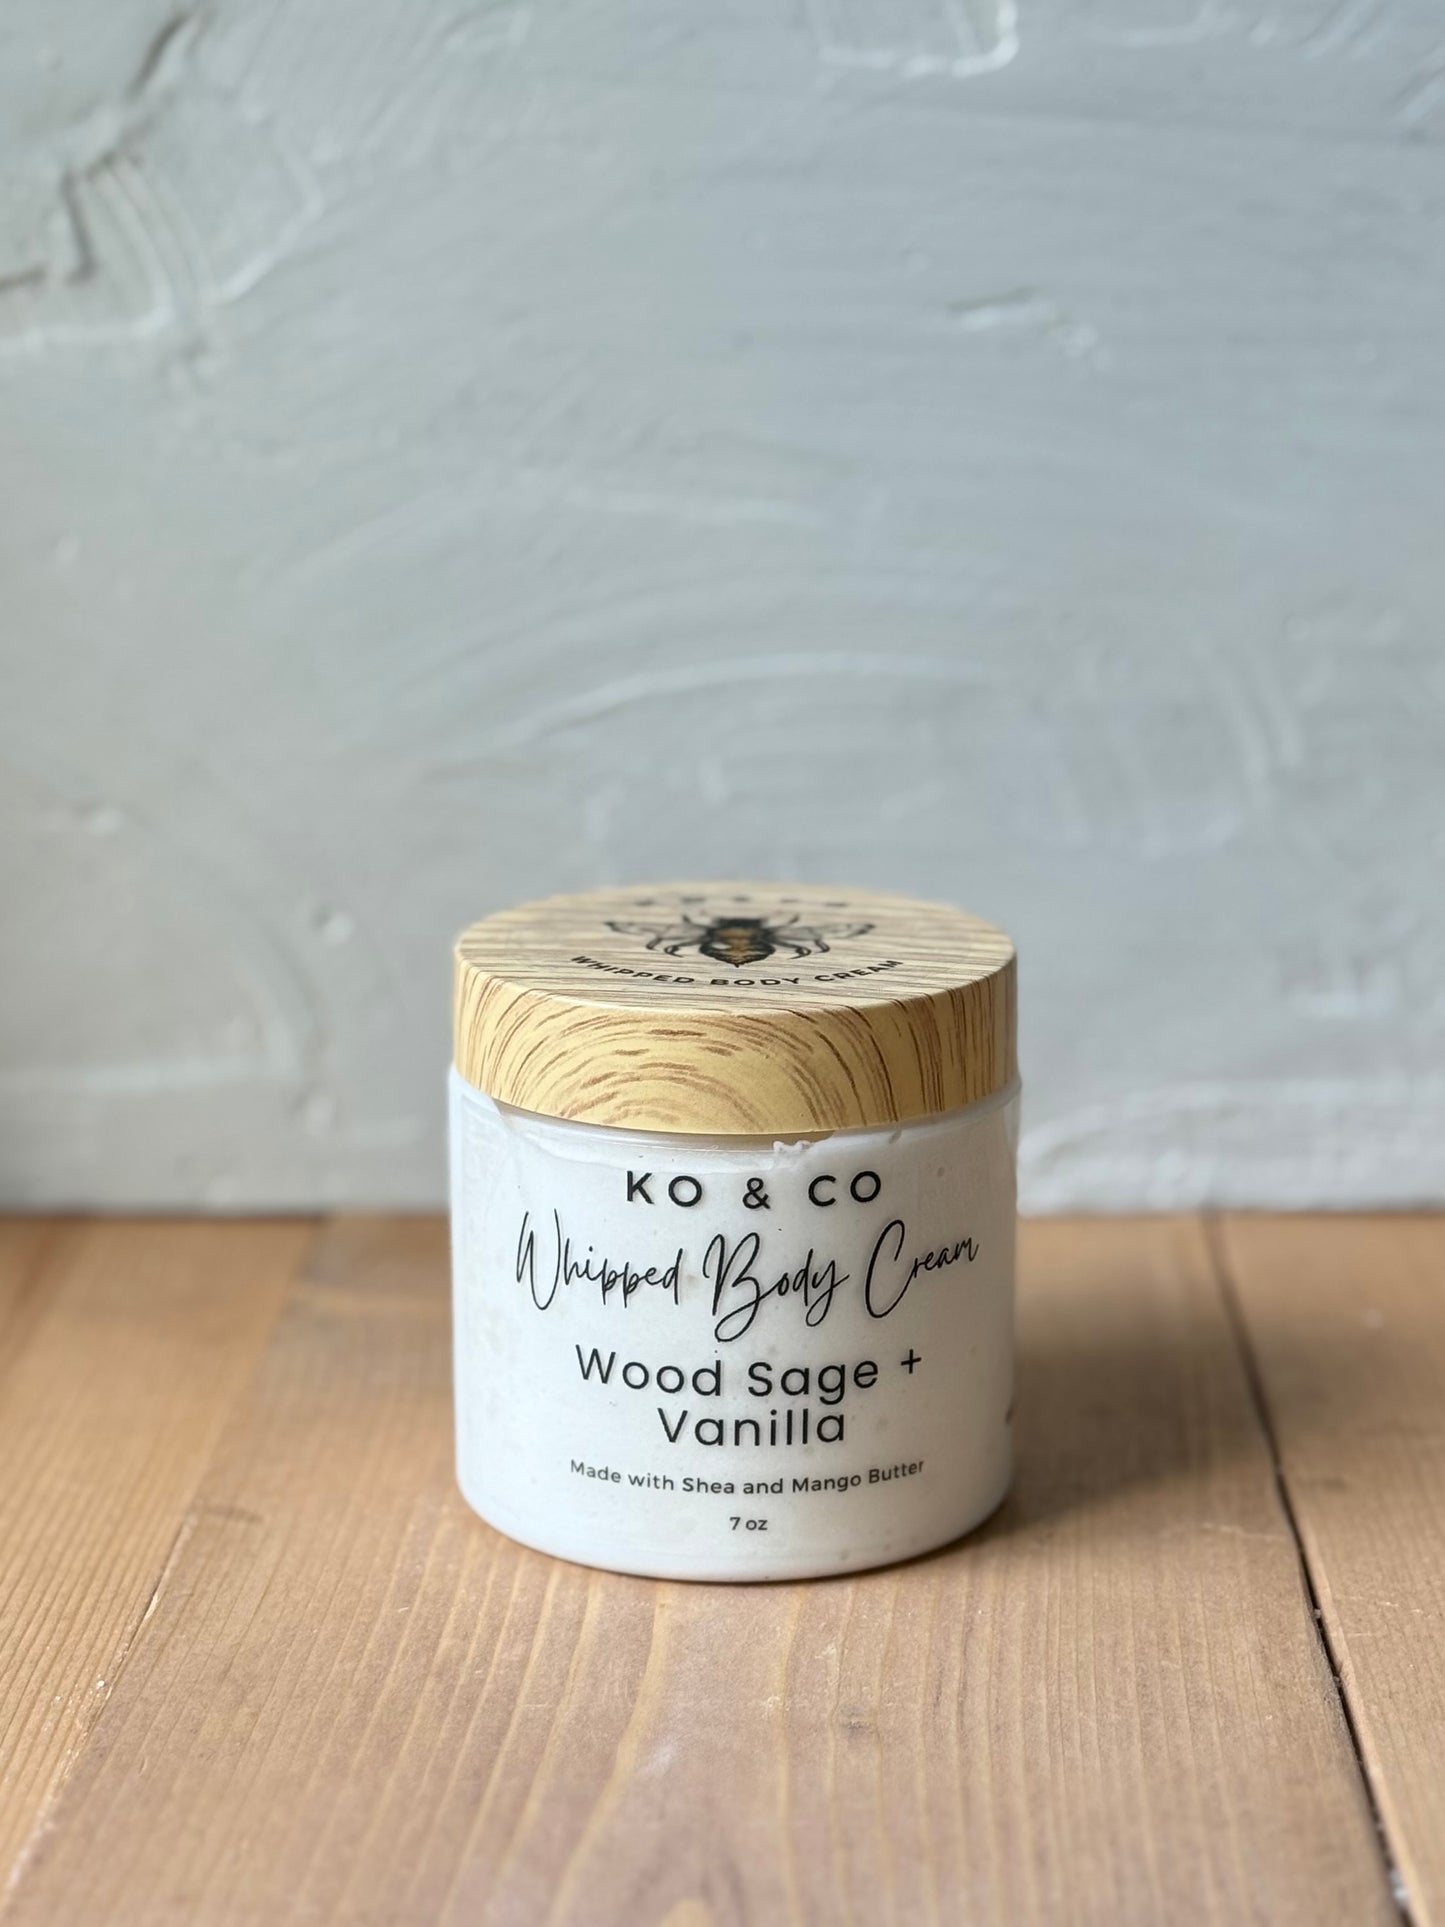 WHIPPED BODY CREAM
KO & CO
Whipped Body Cream
Wood Sage +
Vanilla
Made with Shea and Mango Butter
7 oz